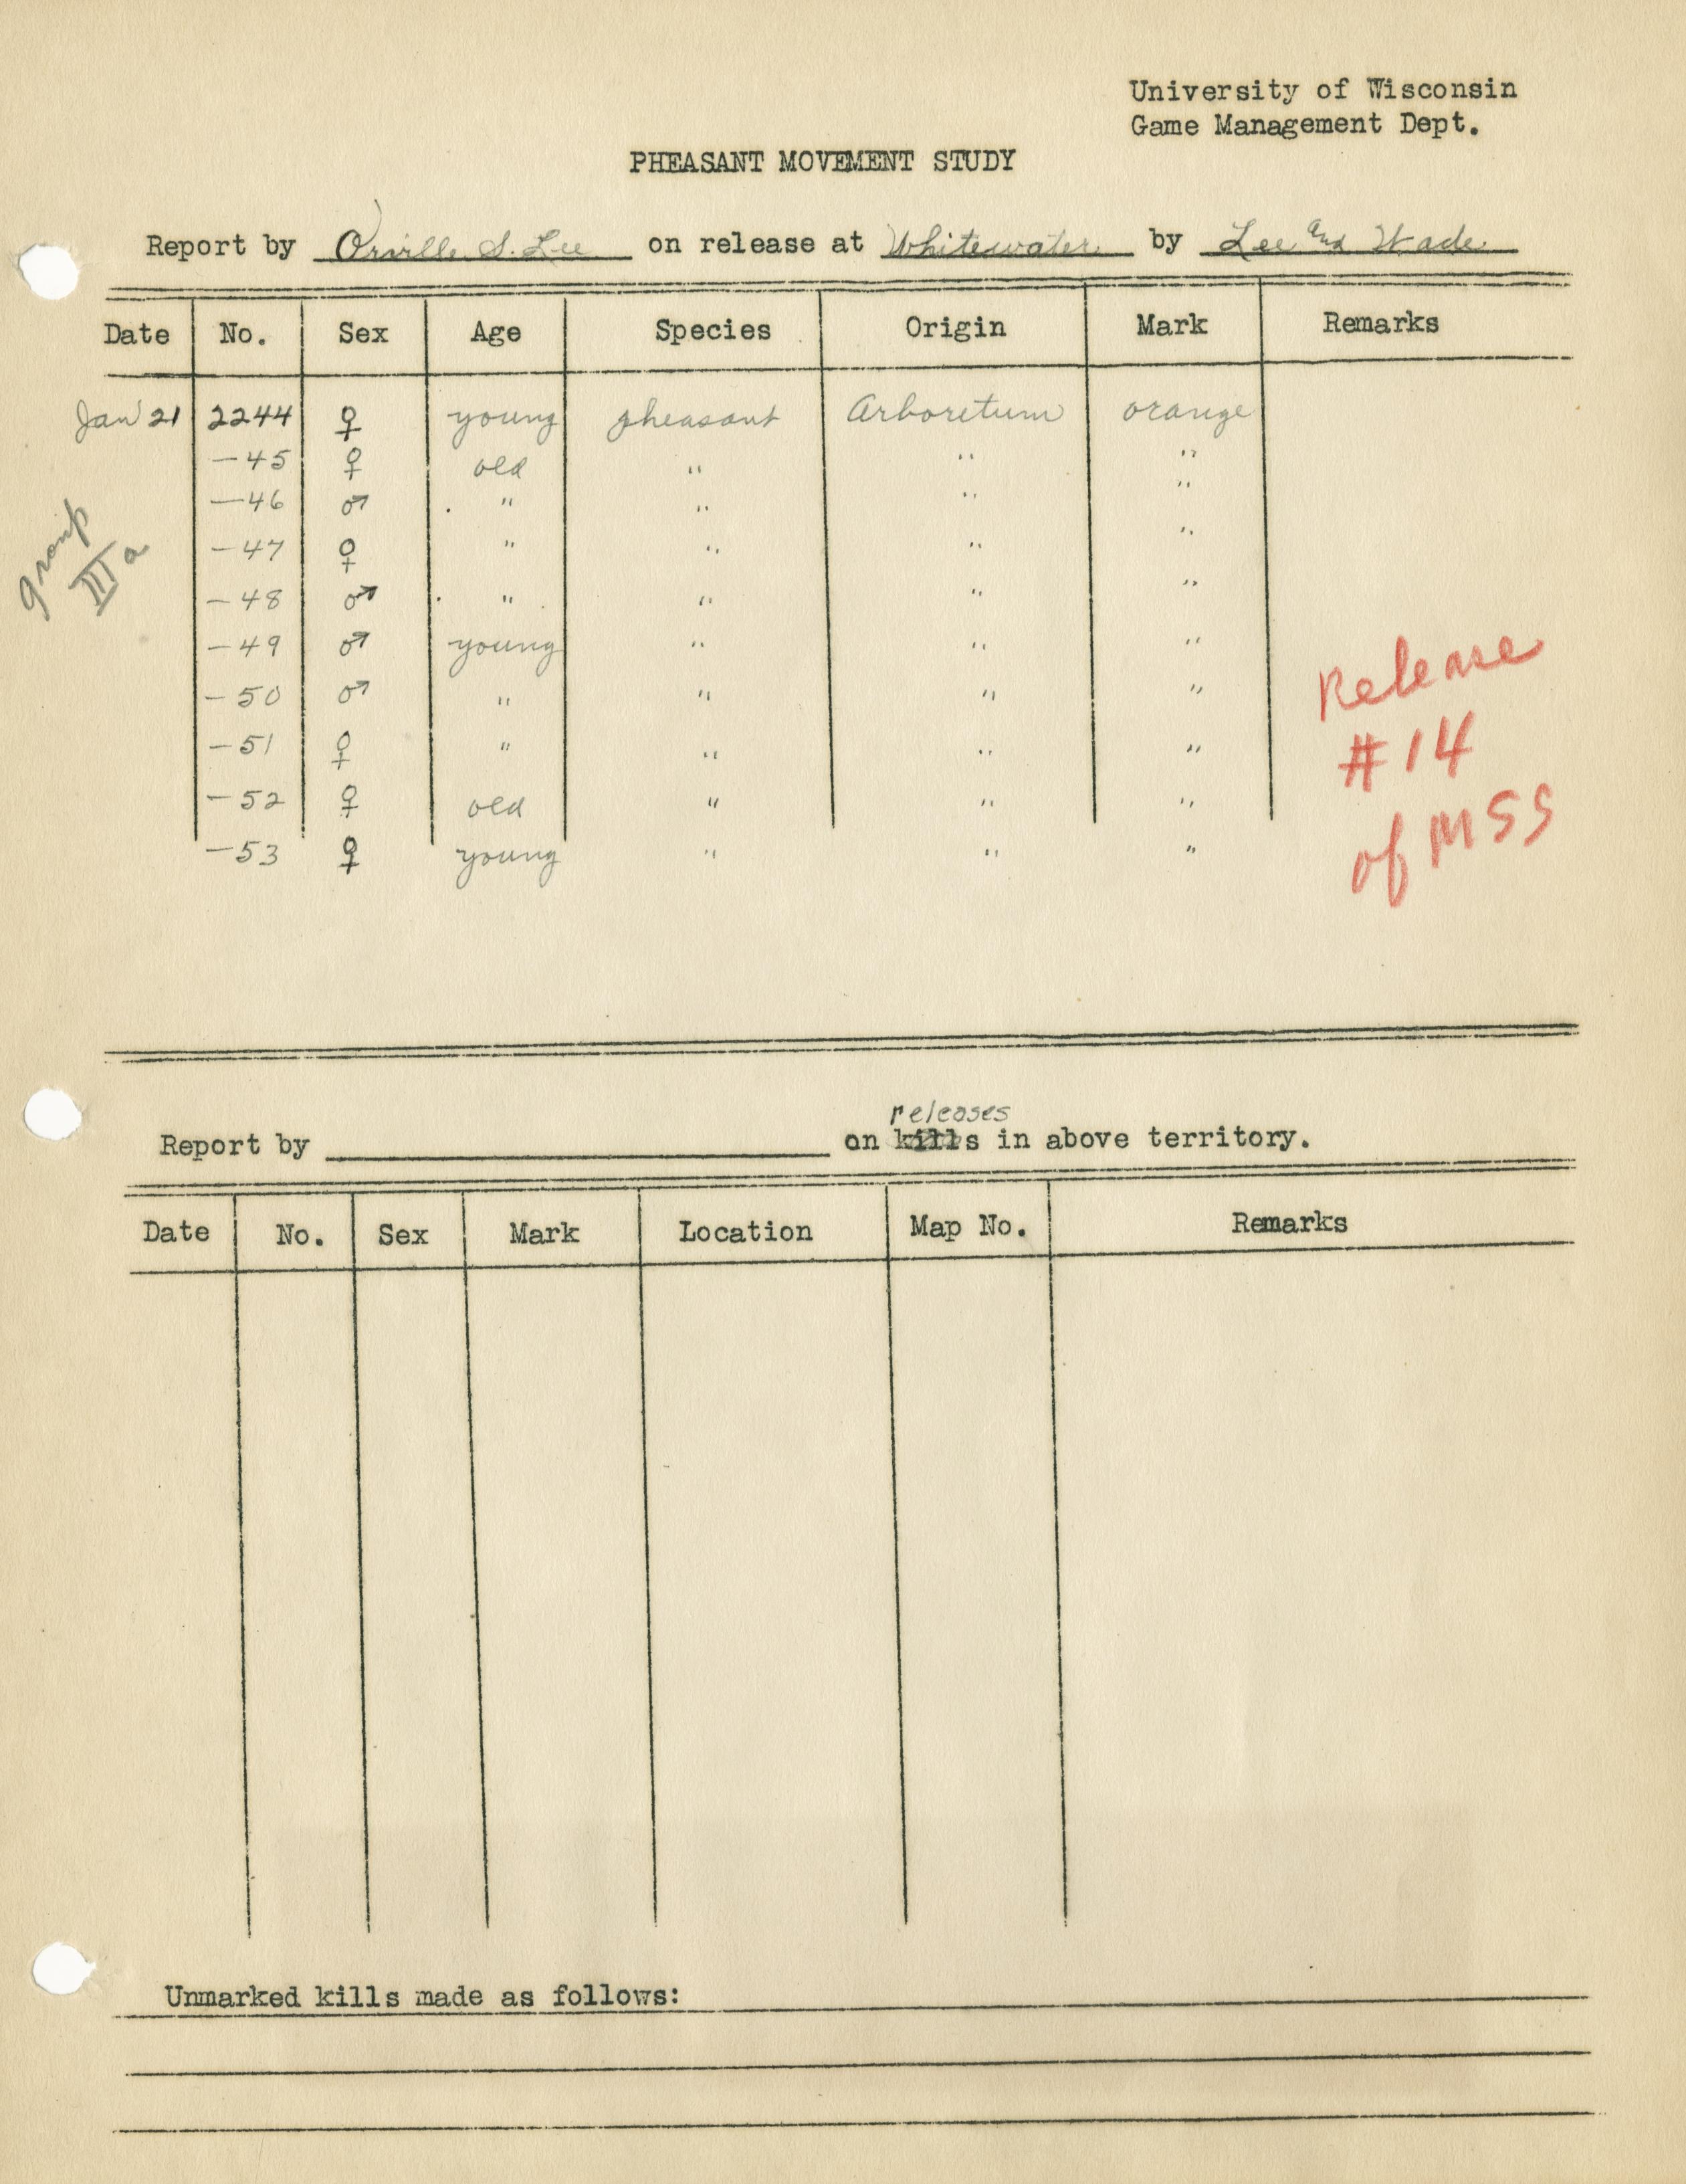 University of Wisconsin
Game Management Dept.
PHEASANT MOVEMENT STUDY
Report by Orville S. Lee on release at Whitewater by Lee and Wade
Date No. Sex Age Species Origin Mark Remarks
Jan 21 2244 ♀ young pheasant Arboretum orange
—45 ♀ old " " "
—46 ♂ " " " "
—47 ♀ " " " "
—48 ♂ " " " "
—49 ♂ young " " "
—50 ♂ " " " "
—51 ♀ " " " "
—52 ♀ old " " "
—53 ♀ young " " "
group
III a
Release
#14
of MSS
releases
Report by on kills in above territory.
Date No. Sex Mark Location Map No. Remarks
Unmarked kills made as follows: